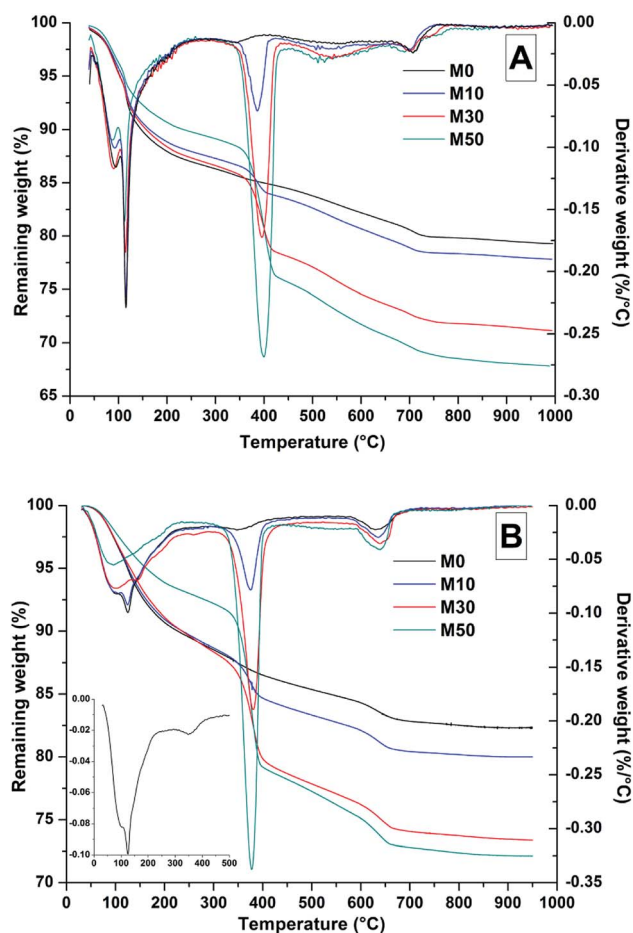 A
M0
M10
M30
M50
Remaining weight (%)
100
95
90
85
80
75
70
65
Derivative weight (%/°C)
0.00
-0.05
-0.10
-0.15
-0.20
-0.25
-0.30
0 100 200 300 400 500 600 700 800 900 1000
Temperature (°C)
B
M0
M10
M30
M50
Remaining weight (%)
100
95
90
85
80
75
70
Derivative weight (%/°C)
0.00
-0.05
-0.10
-0.15
-0.20
-0.25
-0.30
-0.35
0.00
-0.02
-0.04
-0.06
-0.08
-0.10
0 100 200 300 400 500
0 100 200 300 400 500 600 700 800 900 1000
Temperature (°C)